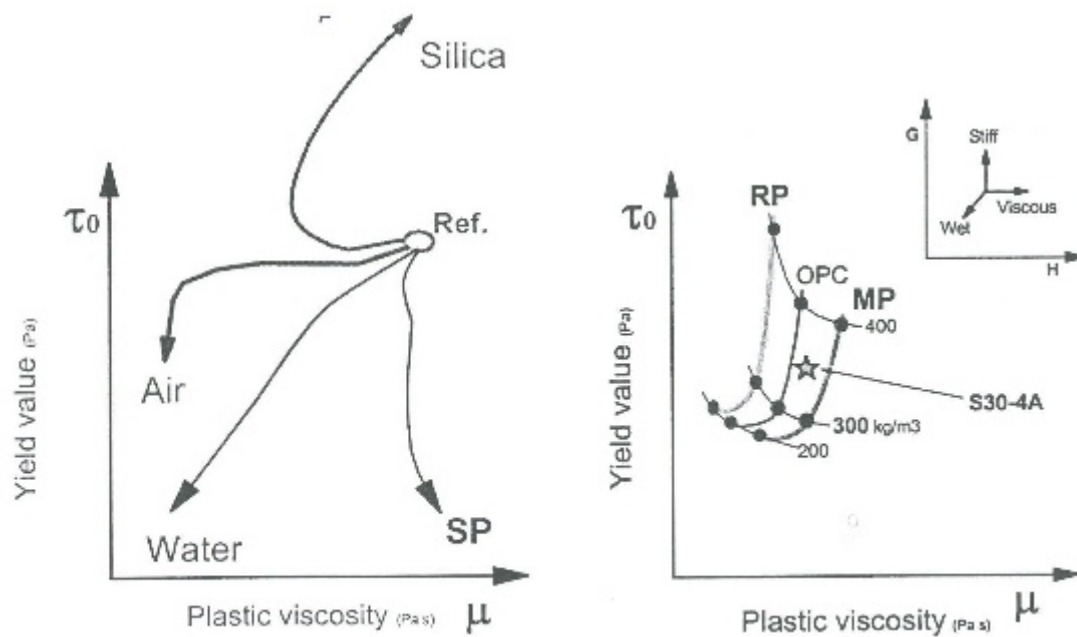 Silica
τ₀
Ref.
Yield value (Pa)
Air
Water
SP
Plastic viscosity (Pa s) μ
G
Stiff
Viscous
Wet
H
τ₀
RP
OPC
MP
400
S30-4A
300 kg/m3
200
Yield value (Pa)
Plastic viscosity (Pa s) μ